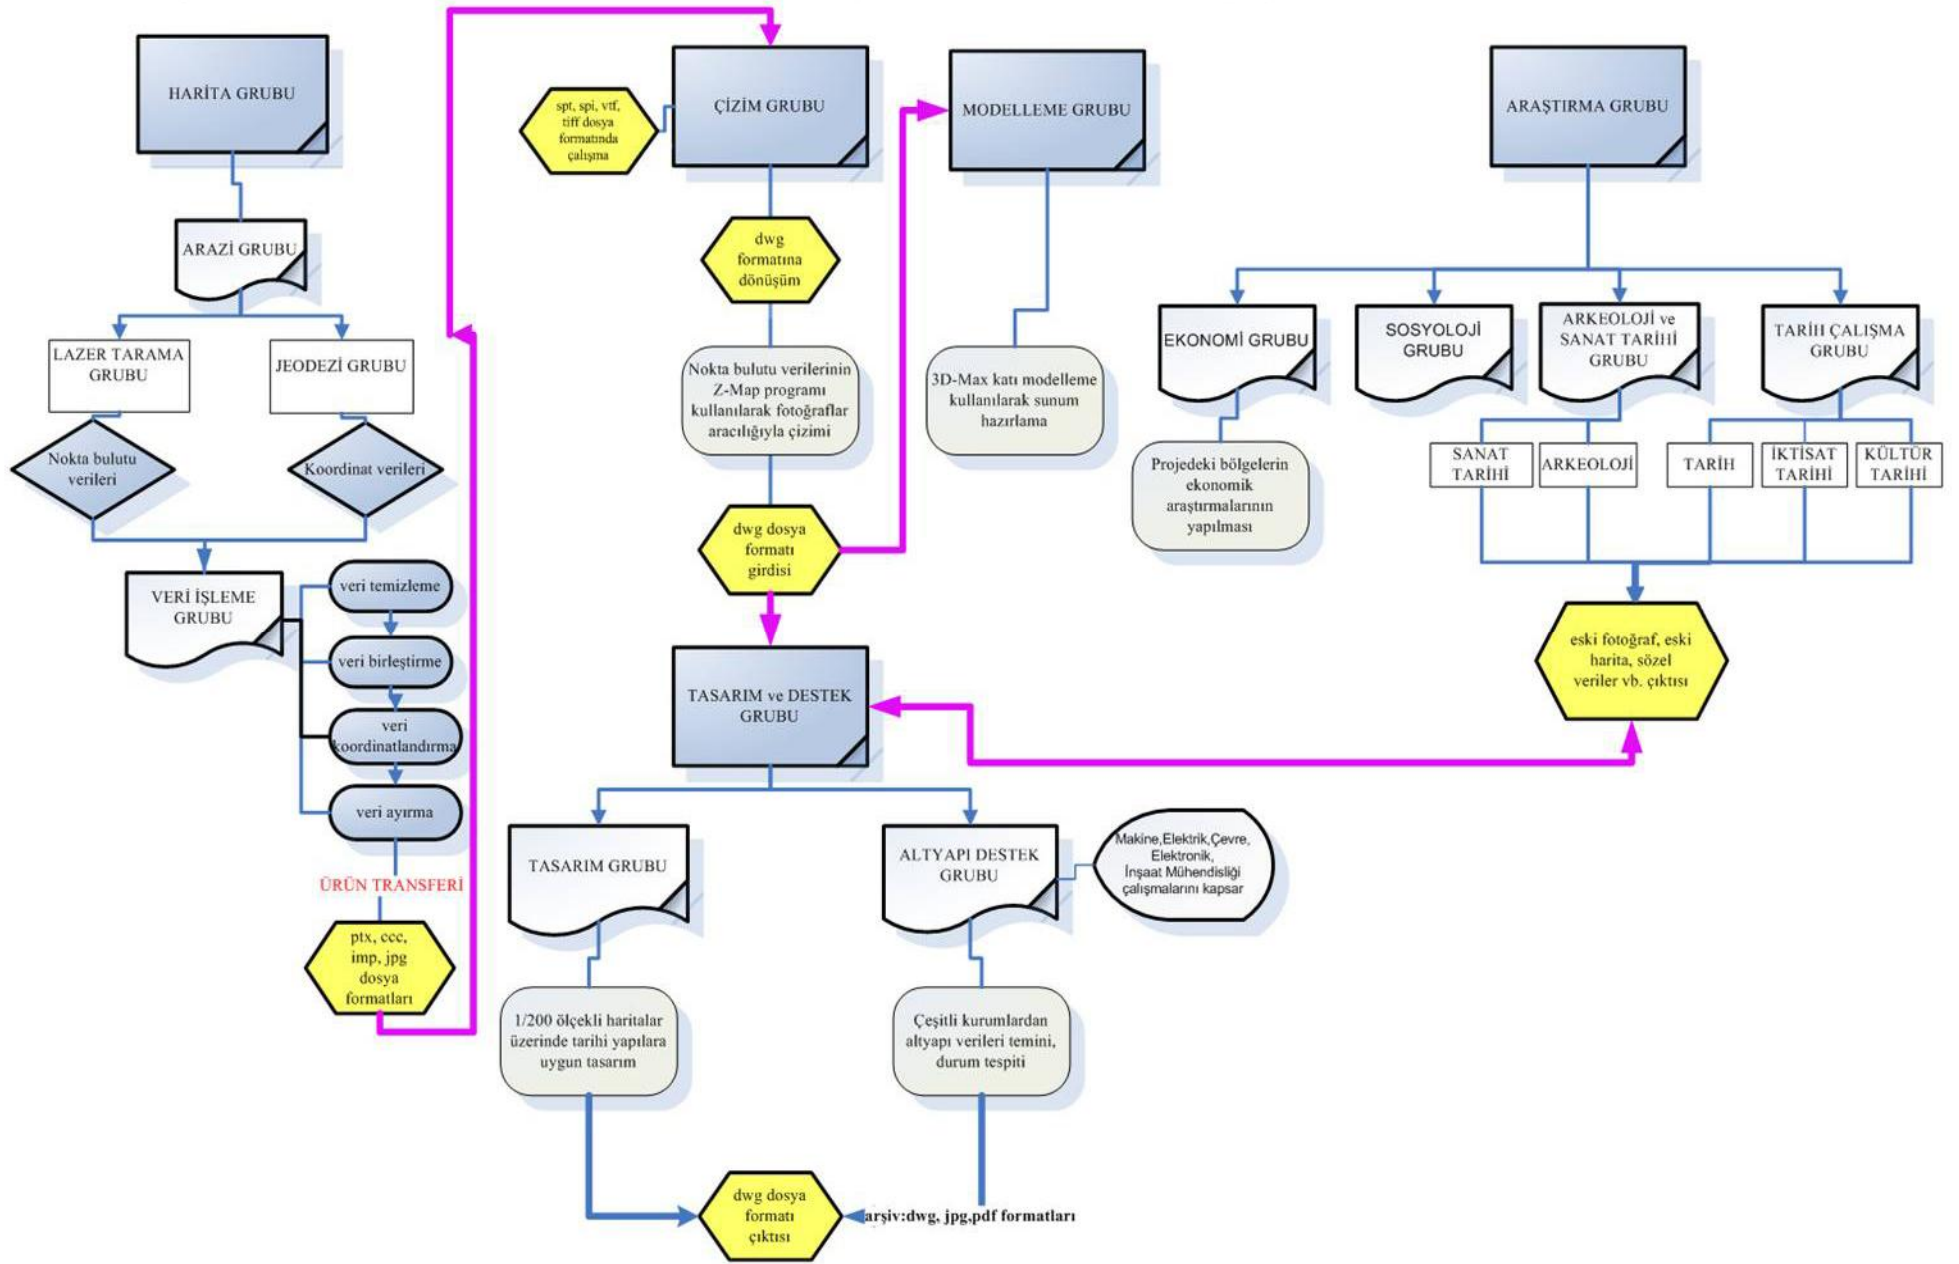 HARİTA GRUBU
ARAZİ GRUBU
LAZER TARAMA
GRUBU
JEODEZİ GRUBU
Nokta bulutu
verileri
Koordinat verileri
VERİ İŞLEME
GRUBU
veri temizleme
veri birleştirme
veri
koordinatlandırma
veri ayırma
ÜRÜN TRANSFERİ
ptx, ccc,
imp, jpg
dosya
formatları
spt, spi, vtf,
tiff dosya
formatında
çalışma
ÇİZİM GRUBU
dwg
formatına
dönüşüm
Nokta bulutu verilerinin
Z-Map programı
kullanılarak fotoğraflar
aracılığıyla çizimi
dwg dosya
formatı
girdisi
MODELLEME GRUBU
3D-Max katı modelleme
kullanılarak sunum
hazırlama
TASARIM ve DESTEK
GRUBU
TASARIM GRUBU
ALTYAPI DESTEK
GRUBU
Makine,Elektrik,Çevre,
Elektronik,
İnşaat Mühendisliği
çalışmalarını kapsar
1/200 ölçekli haritalar
üzerinde tarihi yapılara
uygun tasarım
Çeşitli kurumlardan
altyapı verileri temini,
durum tespiti
dwg dosya
formatı
çıktısı
arşiv:dwg, jpg,pdf formatları
ARAŞTIRMA GRUBU
EKONOMİ GRUBU
SOSYOLOJİ
GRUBU
ARKEOLOJİ ve
SANAT TARİHİ
GRUBU
TARİH ÇALIŞMA
GRUBU
Projedeki bölgelerin
ekonomik
araştırmalarının
yapılması
SANAT
TARİHİ
ARKEOLOJİ
TARİH
İKTİSAT
TARİHİ
KÜLTÜR
TARİHİ
eski fotoğraf, eski
harita, sözel
veriler vb. çıktısı